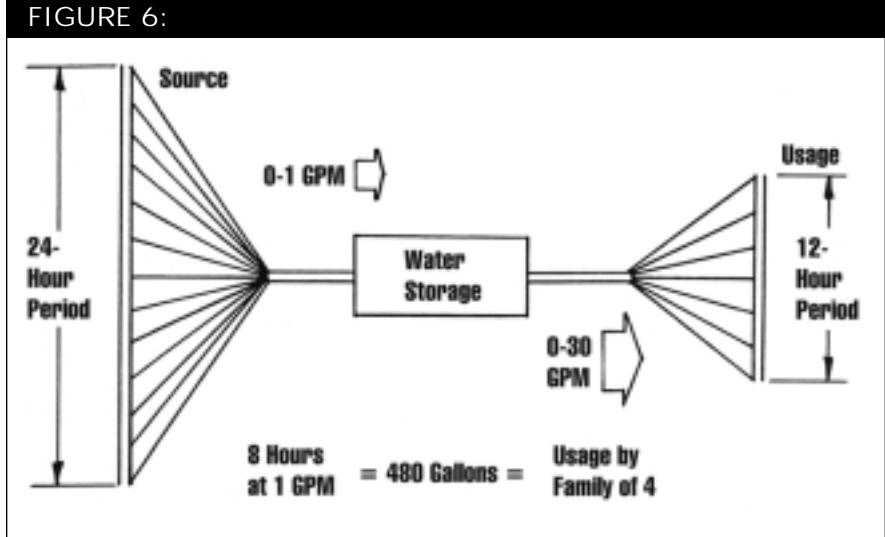 FIGURE 6:
Source
0-1 GPM
Usage
24-
Hour
Period
Water
Storage
12-
Hour
Period
0-30
GPM
8 Hours
at 1 GPM
= 480 Gallons =
Usage by
Family of 4